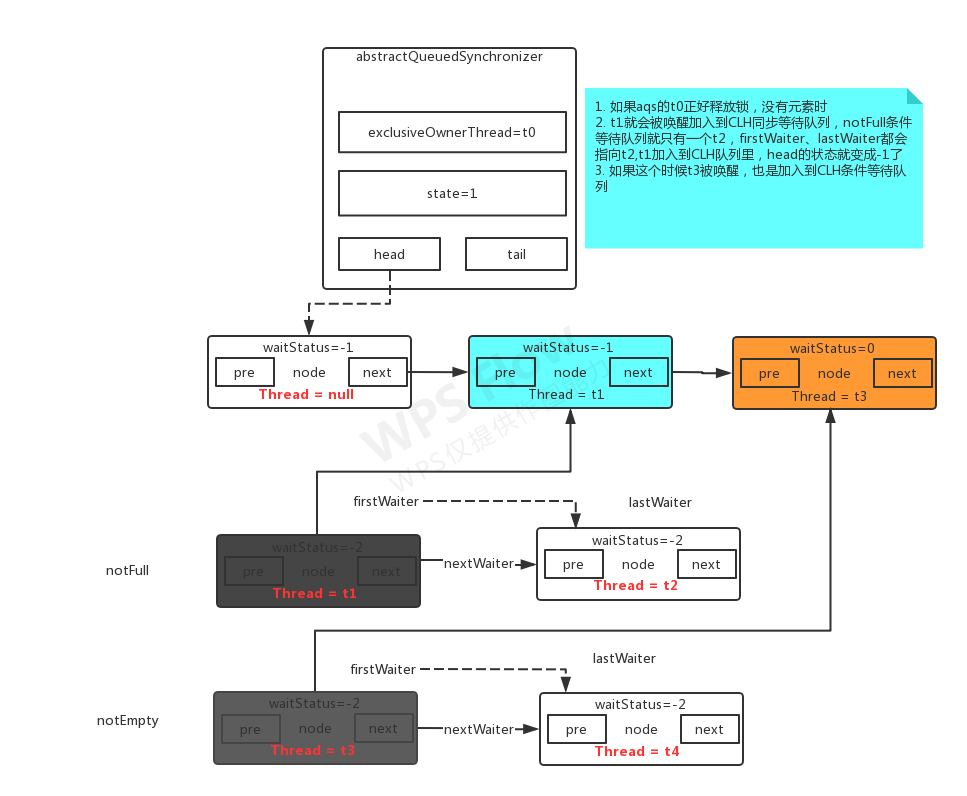 abstractQueuedSynchronizer
exclusiveOwnerThread=t0
state=1
head
tail
1. 如果aqs的t0正好释放锁，没有元素时
2. t1就会被唤醒加入到CLH同步等待队列，notFull条件
等待队列就只有一个t2，firstWaiter、lastWaiter都会
指向t2,t1加入到CLH队列里，head的状态就变成-1了
3. 如果这个时候t3被唤醒，也是加入到CLH条件等待队
列
waitStatus=-1
pre
node
next
Thread = null
waitStatus=-1
pre
node
next
Thread = t1
waitStatus=0
pre
node
next
Thread = t3
WPS Flow
WPS仅提供作图能力
firstWaiter
lastWaiter
notFull
waitStatus=-2
pre
node
next
Thread = t1
nextWaiter
waitStatus=-2
pre
node
next
Thread = t2
firstWaiter
lastWaiter
notEmpty
waitStatus=-2
pre
node
next
Thread = t3
nextWaiter
waitStatus=-2
pre
node
next
Thread = t4